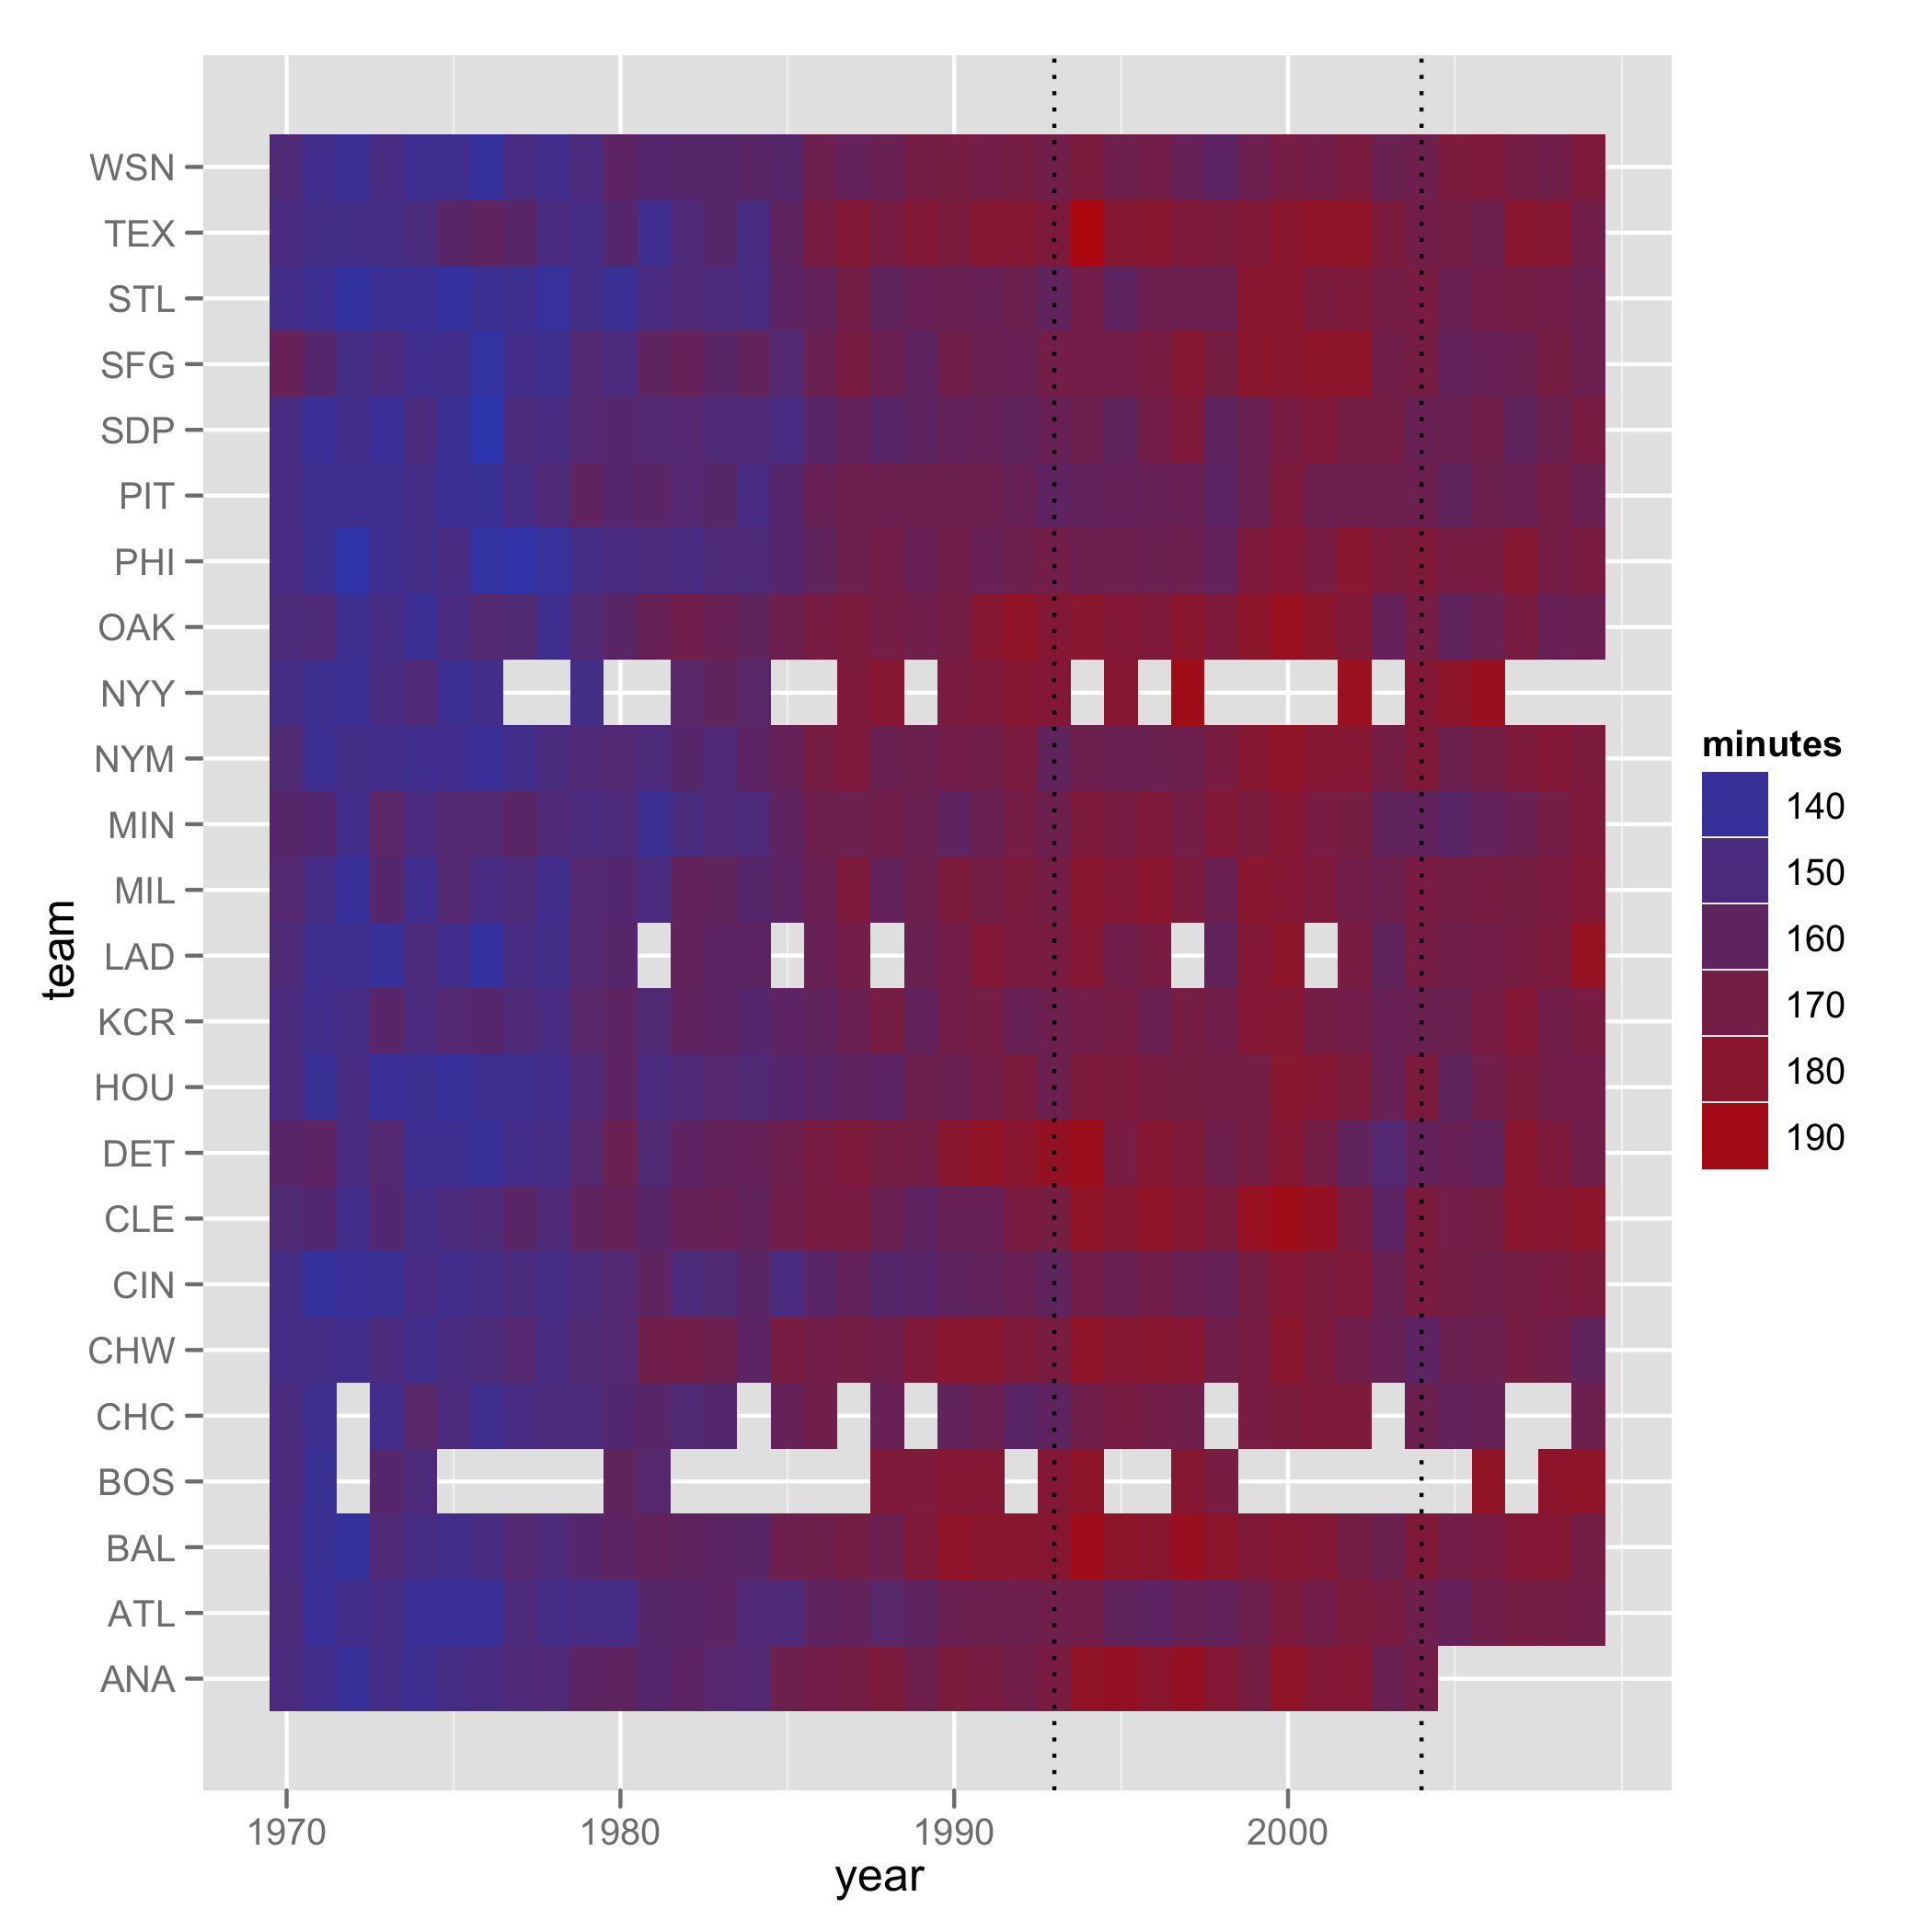 WSN
TEX
STL
SFG
SDP
PIT
PHI
OAK
NYY
NYM
MIN
MIL
LAD
KCR
HOU
DET
CLE
CIN
CHW
CHC
BOS
BAL
ATL
ANA
team
1970 1980 1990 2000
year
minutes
140
150
160
170
180
190